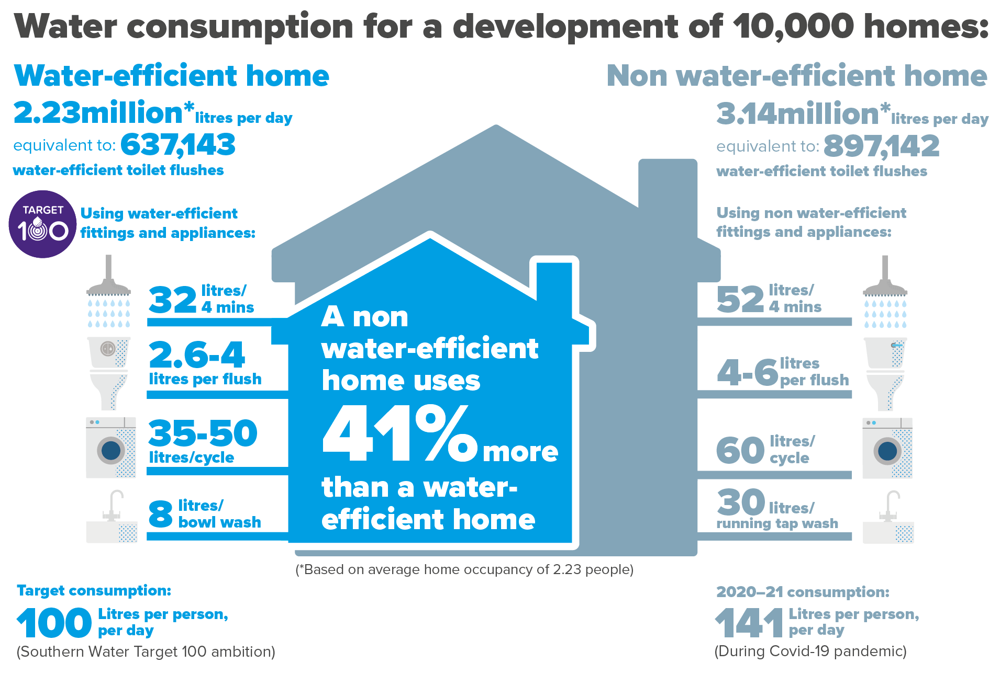 Water consumption for a development of 10,000 homes:
Water-efficient home
2.23million* litres per day
equivalent to: 637,143
water-efficient toilet flushes
TARGET
100
Using water-efficient
fittings and appliances:
32 litres/
4 mins
2.6-4
litres per flush
35-50
litres/cycle
8 litres/
bowl wash
A non
water-efficient
home uses
41% more
than a water-
efficient home
Non water-efficient home
3.14million* litres per day
equivalent to: 897,142
water-efficient toilet flushes
Using non water-efficient
fittings and appliances:
52 litres/
4 mins
4-6 litres
per flush
60 litres/
cycle
30 litres/
running tap wash
(*Based on average home occupancy of 2.23 people)
Target consumption:
100 Litres per person,
per day
(Southern Water Target 100 ambition)
2020–21 consumption:
141 Litres per person,
per day
(During Covid-19 pandemic)